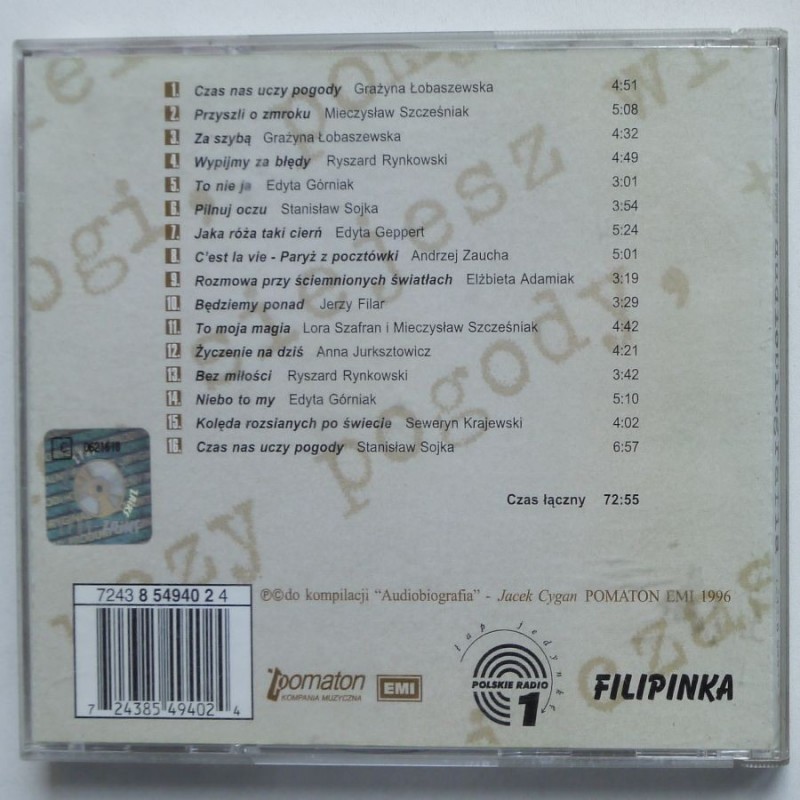 1. Czas nas uczy pogody Grażyna Łobaszewska 4:51
2. Przyszli o zmroku Mieczysław Szcześniak 5:08
3. Za szybą Grażyna Łobaszewska 4:32
4. Wypijmy za błędy Ryszard Rynkowski 4:49
5. To nie ja Edyta Górniak 3:01
6. Pilnuj oczu Stanisław Sojka 3:54
7. Jaka róża taki cierń Edyta Geppert 5:24
8. C'est la vie - Paryż z pocztówki Andrzej Zaucha 5:01
9. Rozmowa przy ściemnionych światłach Elżbieta Adamiak 3:19
10. Będziemy ponad Jerzy Filar 3:29
11. To moja magia Lora Szafran i Mieczysław Szcześniak 4:42
12. Życzenie na dziś Anna Jurksztowicz 4:21
13. Bez miłości Ryszard Rynkowski 3:42
14. Niebo to my Edyta Górniak 5:10
15. Kolęda rozsianych po świecie Seweryn Krajewski 4:02
16. Czas nas uczy pogody Stanisław Sojka 6:57
Czas łączny 72:55
7243 8 54940 2 4
℗©do kompilacji "Audiobiografia" - Jacek Cygan POMATON EMI 1996
7 24385 49402 4
pomaton
KOMPANIA MUZYCZNA
EMI
łap jedynkę
POLSKIE RADIO
1
FILIPINKA